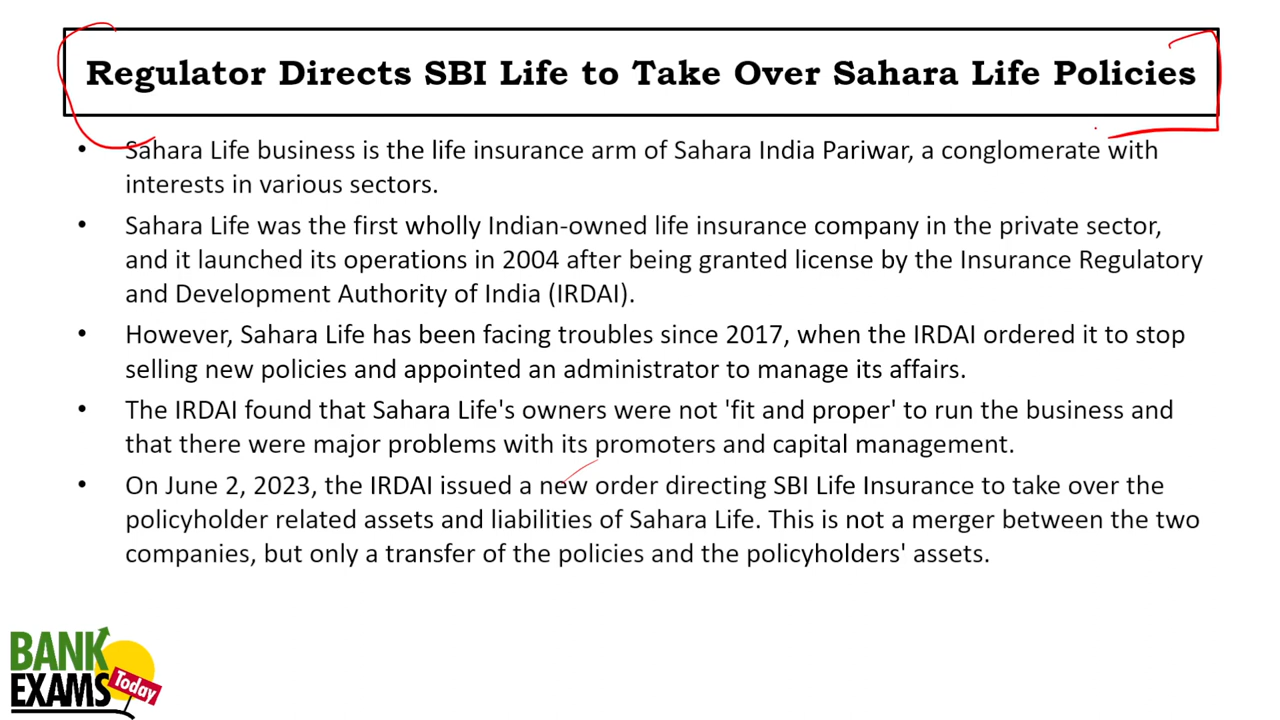 Regulator Directs SBI Life to Take Over Sahara Life Policies
• Sahara Life business is the life insurance arm of Sahara India Pariwar, a conglomerate with
interests in various sectors.
• Sahara Life was the first wholly Indian-owned life insurance company in the private sector,
and it launched its operations in 2004 after being granted license by the Insurance Regulatory
and Development Authority of India (IRDAI).
• However, Sahara Life has been facing troubles since 2017, when the IRDAI ordered it to stop
selling new policies and appointed an administrator to manage its affairs.
• The IRDAI found that Sahara Life's owners were not 'fit and proper' to run the business and
that there were major problems with its promoters and capital management.
• On June 2, 2023, the IRDAI issued a new order directing SBI Life Insurance to take over the
policyholder related assets and liabilities of Sahara Life. This is not a merger between the two
companies, but only a transfer of the policies and the policyholders' assets.
BANK
EXAMS
Today